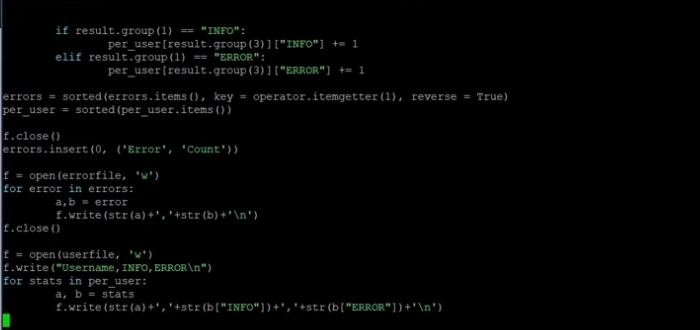 if result.group(1) == "INFO":
per_user[result.group(3)]["INFO"] += 1
elif result.group(1) == "ERROR":
per_user[result.group(3)]["ERROR"] += 1
errors = sorted(errors.items(), key = operator.itemgetter(1), reverse = True)
per_user = sorted(per_user.items())
f.close()
errors.insert(0, ('Error', 'Count'))
f = open(errorfile, 'w')
for error in errors:
a,b = error
f.write(str(a)+','+str(b)+'\n')
f.close()
f = open(userfile, 'w')
f.write("Username,INFO,ERROR\n")
for stats in per_user:
a, b = stats
f.write(str(a)+','+str(b["INFO"])+','+str(b["ERROR"])+'\n')